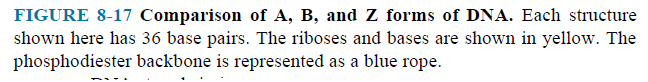 FIGURE 8-17 Comparison of A, B, and Z forms of DNA. Each structure
shown here has 36 base pairs. The riboses and bases are shown in yellow. The
phosphodiester backbone is represented as a blue rope.